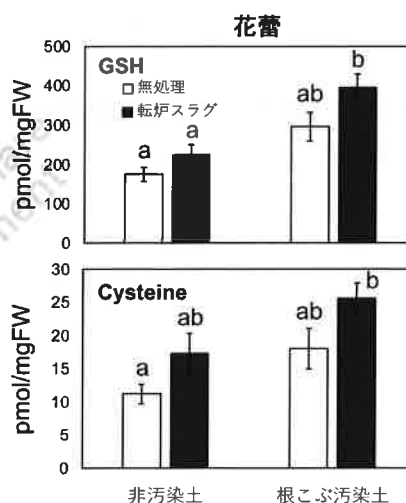 花蕾
GSH
無処理
転炉スラグ
pmol/mgFW
500
400
300
200
100
0
a
a
ab
b
Cysteine
pmol/mgFW
30
25
20
15
10
5
0
a
ab
ab
b
非汚染土
根こぶ汚染土